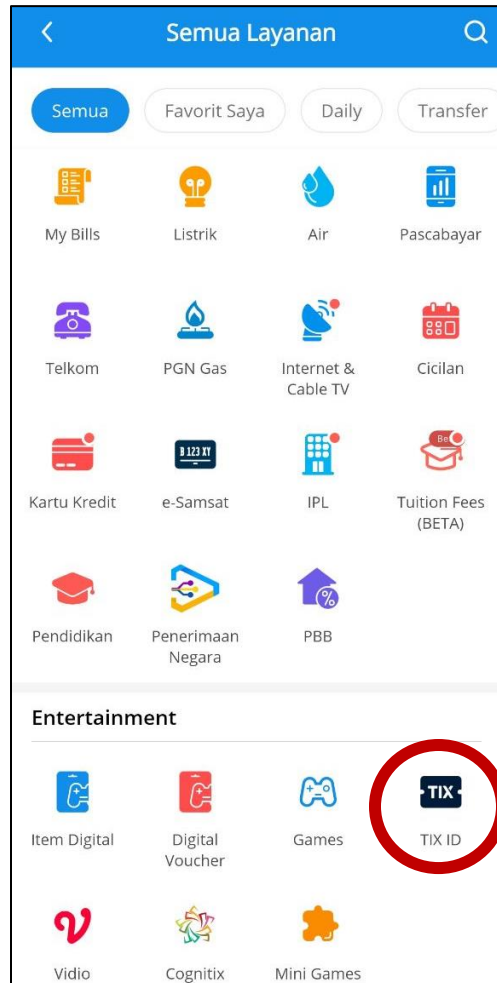 Semua Layanan
Semua Favorit Saya Daily Transfer
My Bills Listrik Air Pascabayar
Telkom PGN Gas Internet & Cicilan
Cable TV
Be
B 123 XY
Kartu Kredit e-Samsat IPL Tuition Fees
(BETA)
Pendidikan Penerimaan PBB
Negara
Entertainment
TIX
Item Digital Digital Games TIX ID
Voucher
Vidio Cognitix Mini Games